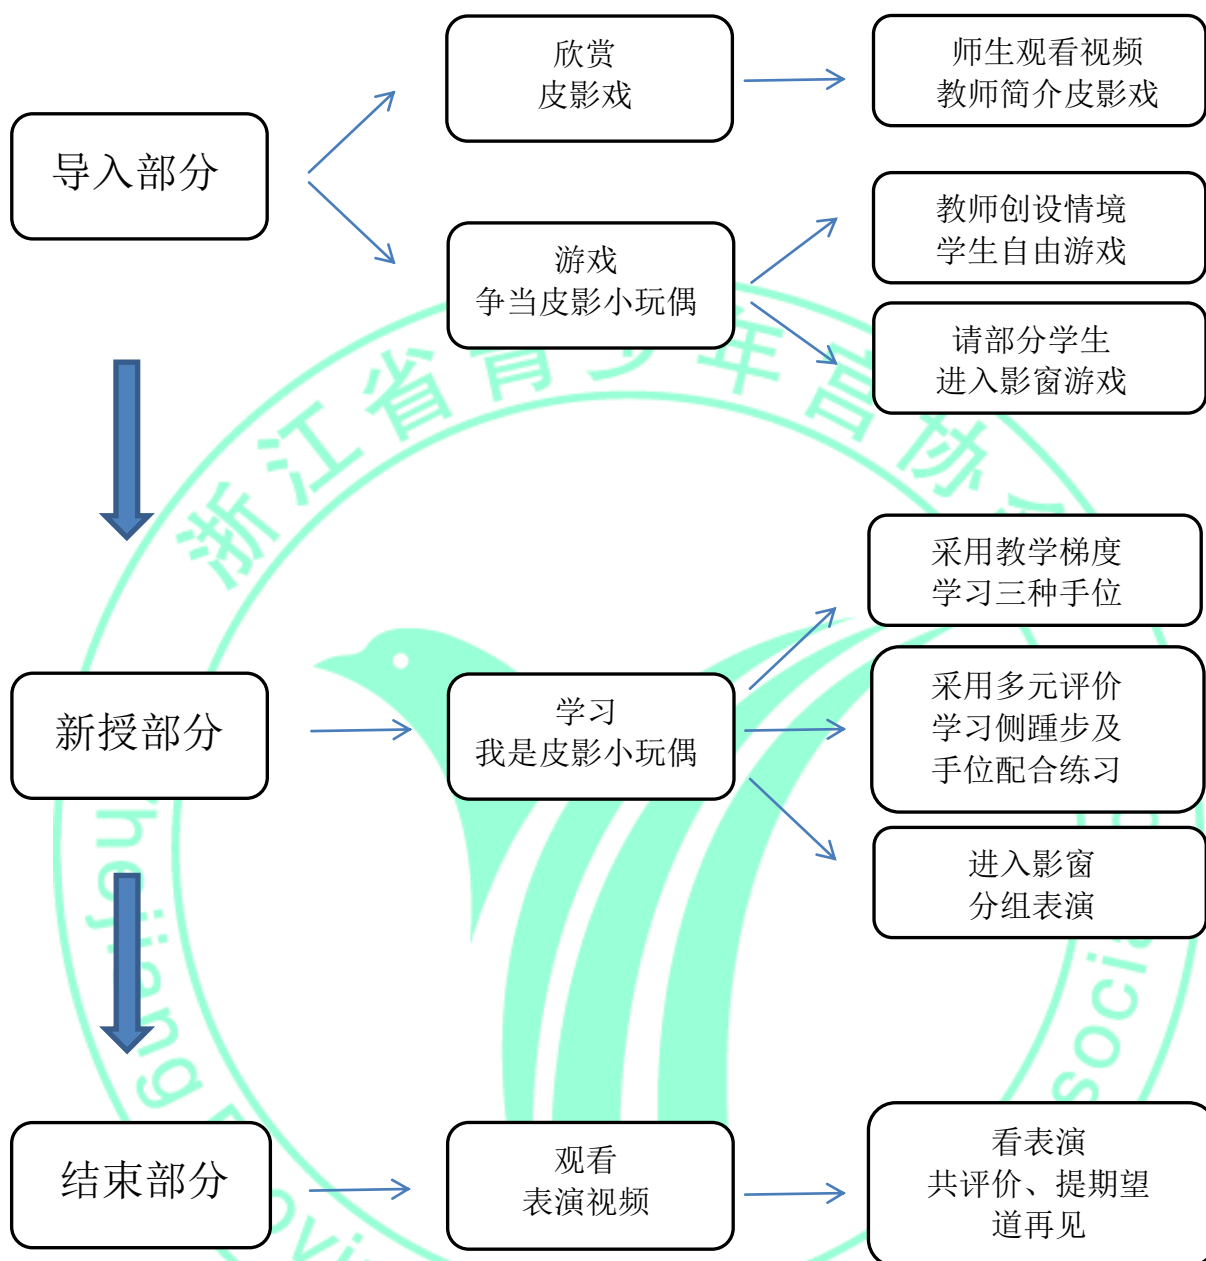 欣赏
皮影戏
师生观看视频
教师简介皮影戏
导入部分
教师创设情境
学生自由游戏
游戏
争当皮影小玩偶
请部分学生
进入影窗游戏
采用教学梯度
学习三种手位
新授部分
学习
我是皮影小玩偶
采用多元评价
学习侧踵步及
手位配合练习
进入影窗
分组表演
结束部分
观看
表演视频
看表演
共评价、提期望
道再见
浙江省青少年宫协会